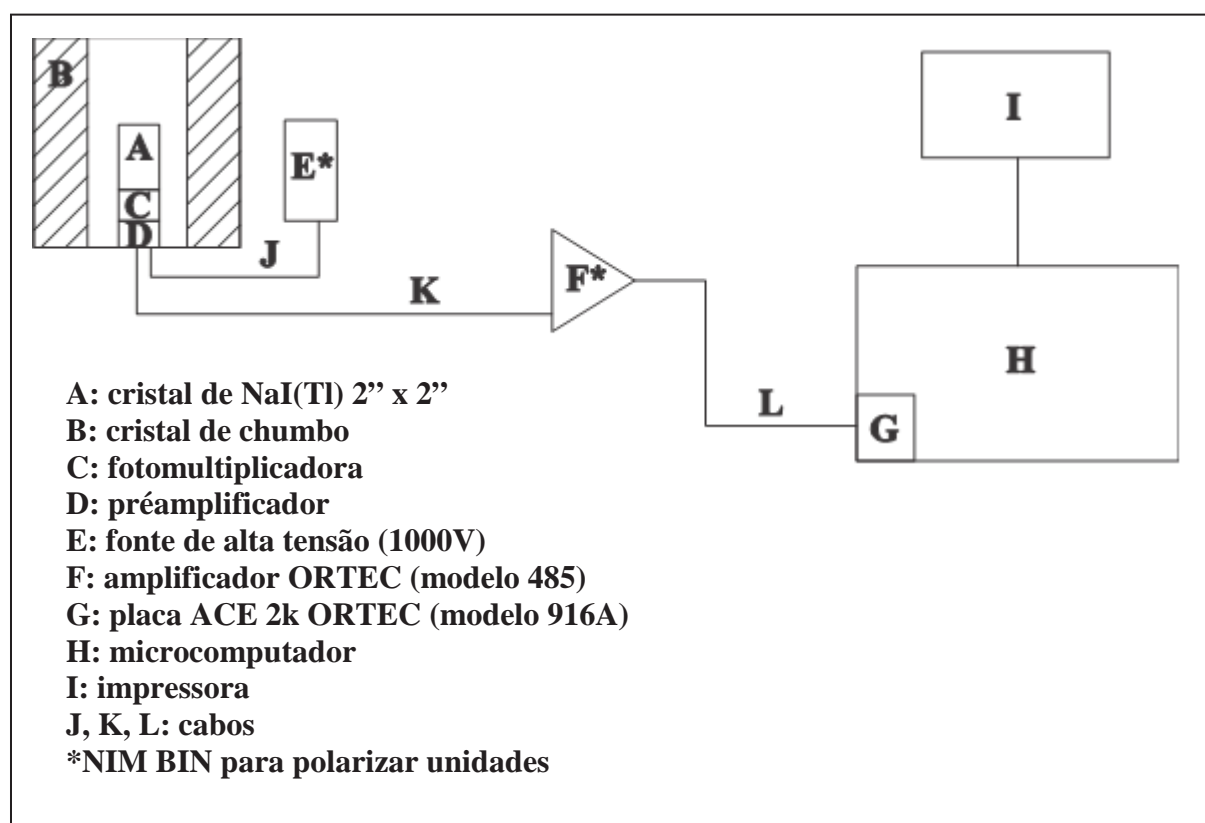 B
A
C
D
E*
J
K
F*
L
G
H
I
A: cristal de NaI(Tl) 2” x 2”
B: cristal de chumbo
C: fotomultiplicadora
D: préamplificador
E: fonte de alta tensão (1000V)
F: amplificador ORTEC (modelo 485)
G: placa ACE 2k ORTEC (modelo 916A)
H: microcomputador
I: impressora
J, K, L: cabos
*NIM BIN para polarizar unidades